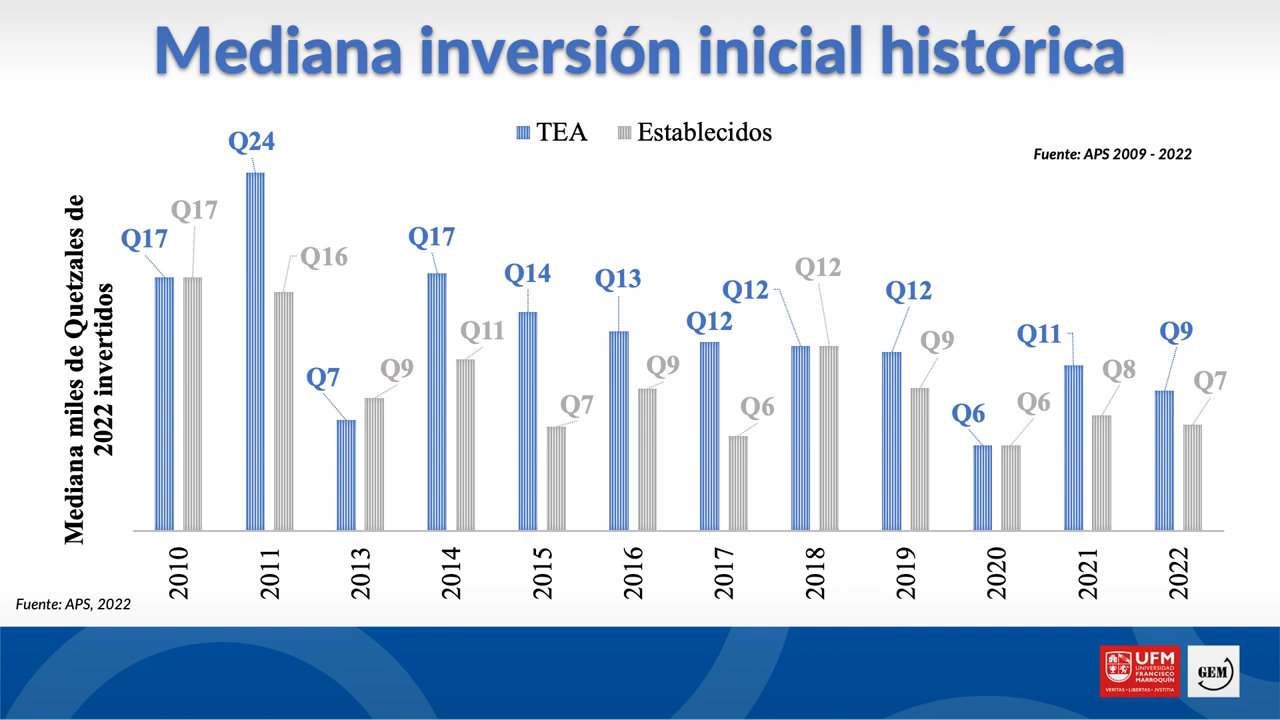 Mediana inversión inicial histórica
TEA
Establecidos
Fuente: APS 2009 - 2022
Mediana miles de Quetzales de
2022 invertidos
Q17
Q17
Q24
Q16
Q7
Q9
Q17
Q11
Q14
Q7
Q13
Q9
Q12
Q6
Q12
Q12
Q12
Q9
Q6
Q6
Q11
Q8
Q9
Q7
2010
2011
2013
2014
2015
2016
2017
2018
2019
2020
2021
2022
Fuente: APS, 2022
UFM
UNIVERSIDAD
FRANCISCO
MARROQUÍN
VERITAS • LIBERTAS • JVSTITIA
GEM